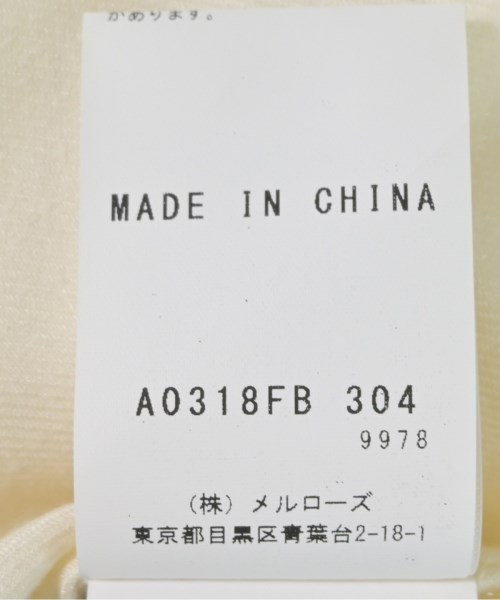 があります。
MADE IN CHINA
A0318FB 304
9978
(株) メルローズ
東京都目黒区青葉台2-18-1